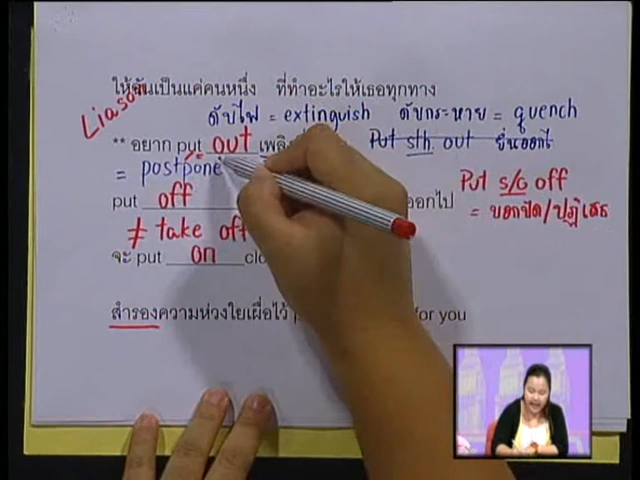 ให้ฉันเป็นแค่คนหนึ่ง ที่ทำอะไรให้เธอทุกทาง
Liason
ดับไฟ = extinguish ดับกระหาย = quench
** อยาก put out เพลิง Put sth out ยื่นออกไ
= postpone
put off อกไป Put s/o off
≠ take off = บอกปัด/ปฏิเสธ
จะ put on clo
สำรองความห่วงใยเผื่อไว้ for you